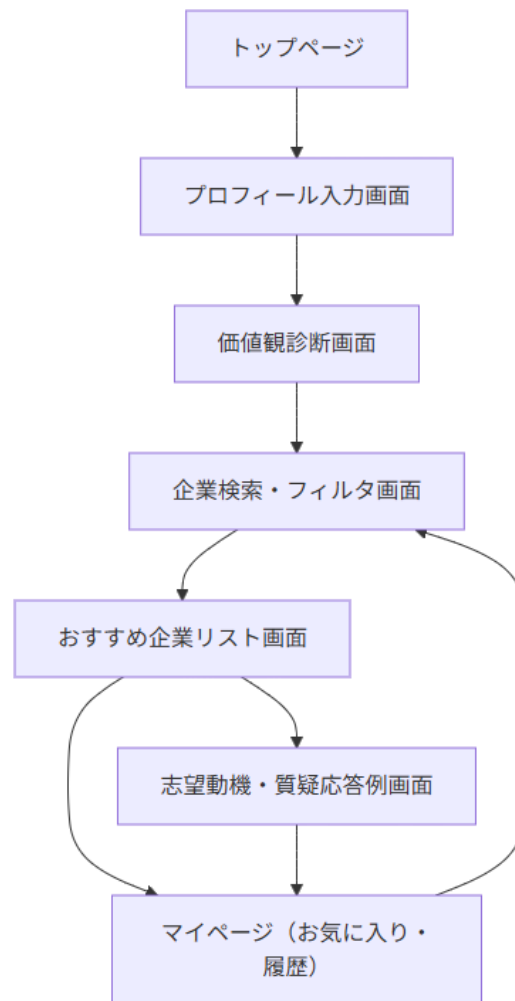 トップページ
プロフィール入力画面
価値観診断画面
企業検索・フィルタ画面
おすすめ企業リスト画面
志望動機・質疑応答例画面
マイページ（お気に入り・
履歴）